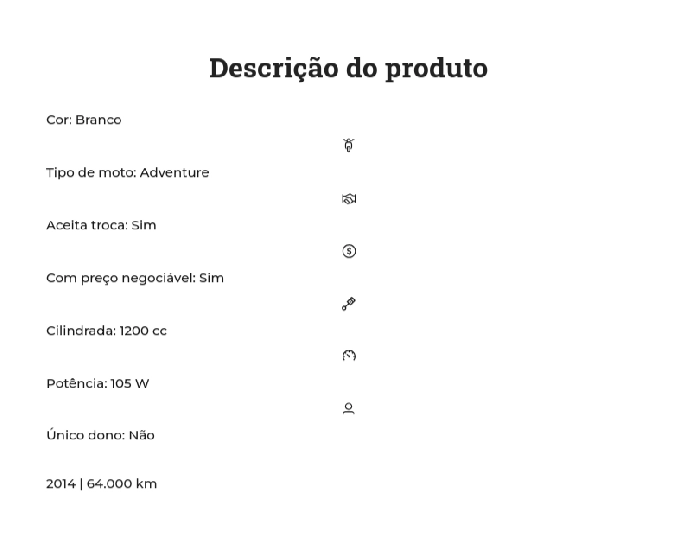 Descrição do produto
Cor: Branco
Tipo de moto: Adventure
Aceita troca: Sim
Com preço negociável: Sim
Cilindrada: 1200 cc
Potência: 105 W
Único dono: Não
2014 | 64.000 km